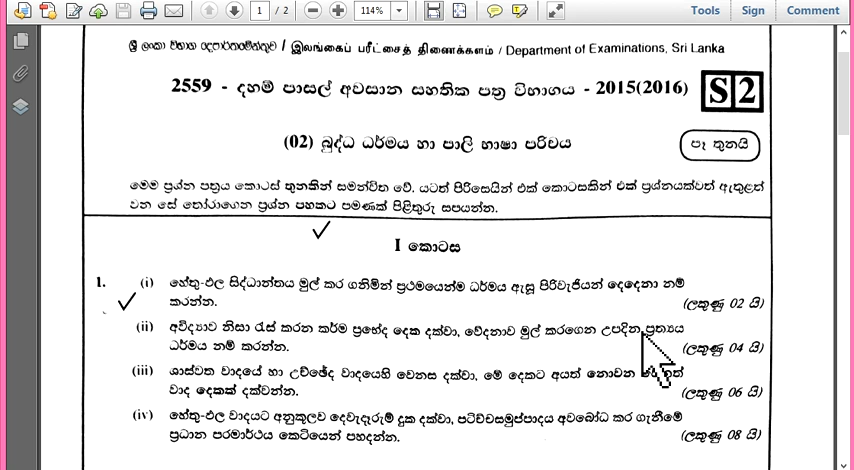 1 / 2
114%
Tools Sign Comment
ශ්‍රී ලංකා විභාග දෙපාර්තමේන්තුව / இலங்கைப் பரீட்சைத் திணைக்களம் / Department of Examinations, Sri Lanka
2559 - දහම් පාසල් අවසාන සහතික පත්‍ර විභාගය - 2015(2016)
S 2
(02) බුද්ධ ධර්මය හා පාලි භාෂා පරිචය
පැ තුනයි
මෙම ප්‍රශ්න පත්‍රය කොටස් තුනකින් සමන්විත වේ. යටත් පිරිසෙයින් එක් කොටසකින් එක් ප්‍රශ්නයක්වත් ඇතුළත්
වන සේ තෝරාගෙන ප්‍රශ්න පහකට පමණක් පිළිතුරු සපයන්න.
I කොටස
1. (i) හේතු-ඵල සිද්ධාන්තය මුල් කර ගනිමින් ප්‍රථමයෙන්ම ධර්මය ඇසූ පිරිවැජියන් දෙදෙනා නම්
කරන්න. (ලකුණු 02 යි)
(ii) අවිද්‍යාව නිසා රැස් කරන කර්ම ප්‍රභේද දෙක දක්වා, වේදනාව මුල් කරගෙන උපදින ප්‍රත්‍යය
ධර්මය නම් කරන්න. (ලකුණු 04 යි)
(iii) ශාස්වත වාදයේ හා උච්ඡේද වාදයෙහි වෙනස දක්වා, මේ දෙකට අයත් නොවන
වාද දෙකක් දක්වන්න. (ලකුණු 06 යි)
(iv) හේතු-ඵල වාදයට අනුකූලව දෙවැදෑරුම් දුක දක්වා, පටිච්චසමුප්පාදය අවබෝධ කර ගැනීමේ
ප්‍රධාන පරමාර්ථය කෙටියෙන් පහදන්න. (ලකුණු 08 යි)